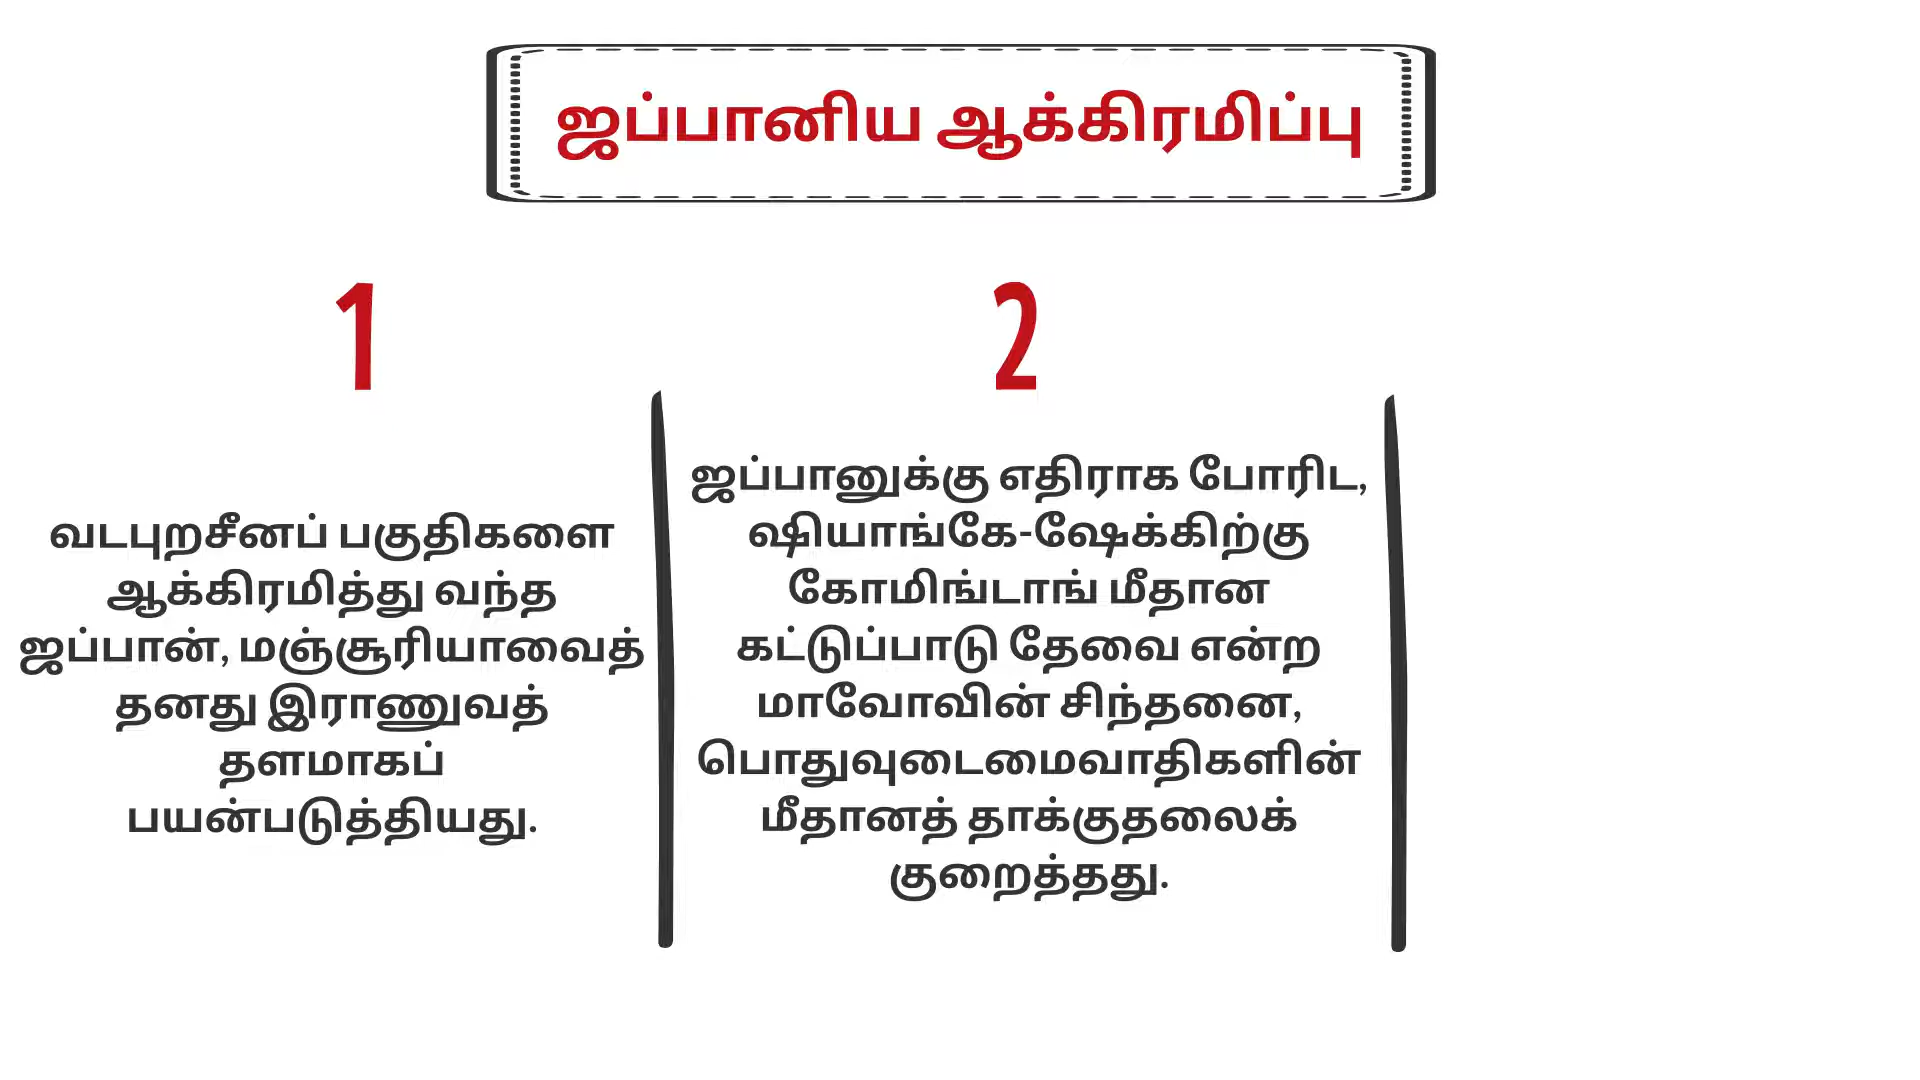 ஜப்பானிய ஆக்கிரமிப்பு
1
வடபுறசீனப் பகுதிகளை
ஆக்கிரமித்து வந்த
ஜப்பான், மஞ்சூரியாவைத்
தனது இராணுவத்
தளமாகப்
பயன்படுத்தியது.
2
ஜப்பானுக்கு எதிராக போரிட,
ஷியாங்கே-ஷேக்கிற்கு
கோமிங்டாங் மீதான
கட்டுப்பாடு தேவை என்ற
மாவோவின் சிந்தனை,
பொதுவுடைமைவாதிகளின்
மீதானத் தாக்குதலைக்
குறைத்தது.